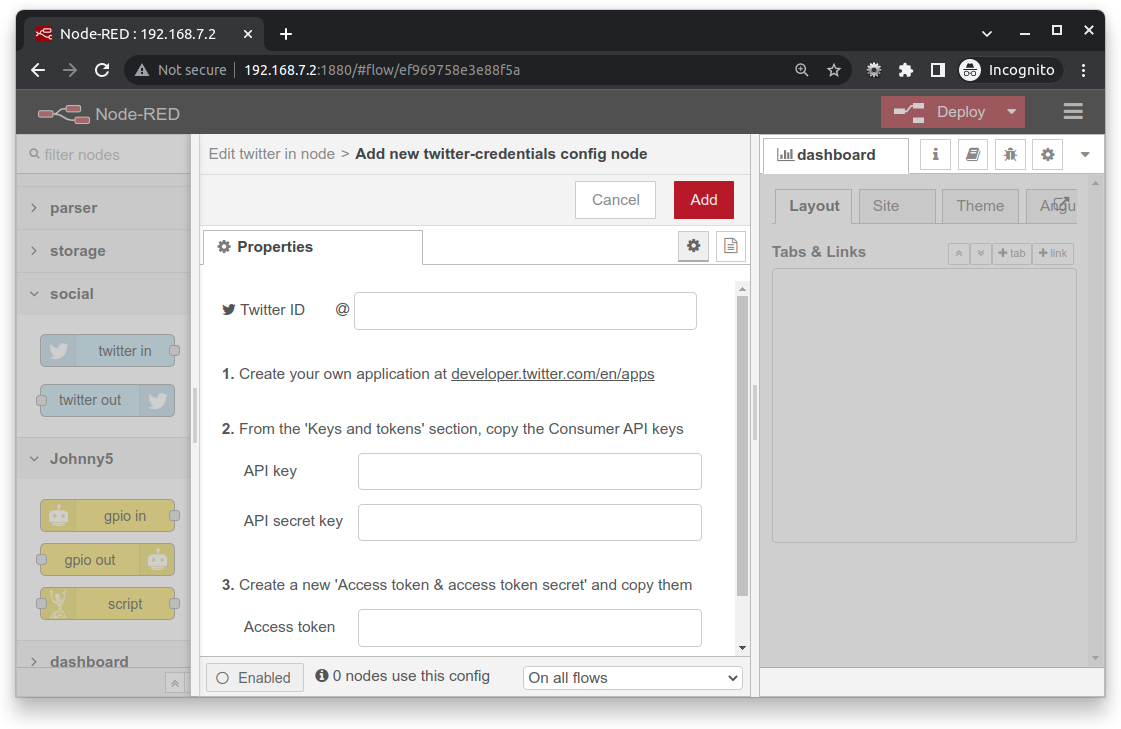 Node-RED : 192.168.7.2
Not secure
192.168.7.2:1880/#flow/ef969758e3e88f5a
Incognito
Node-RED
Deploy
filter nodes
parser
storage
social
twitter in
twitter out
Johnny5
gpio in
gpio out
script
dashboard
Edit twitter in node > Add new twitter-credentials config node
Cancel
Add
Properties
Twitter ID @
1. Create your own application at developer.twitter.com/en/apps
2. From the 'Keys and tokens' section, copy the Consumer API keys
API key
API secret key
3. Create a new 'Access token & access token secret' and copy them
Access token
Enabled
0 nodes use this config
On all flows
dashboard
Layout
Site
Theme
Angu
Tabs & Links
+ tab
+ link